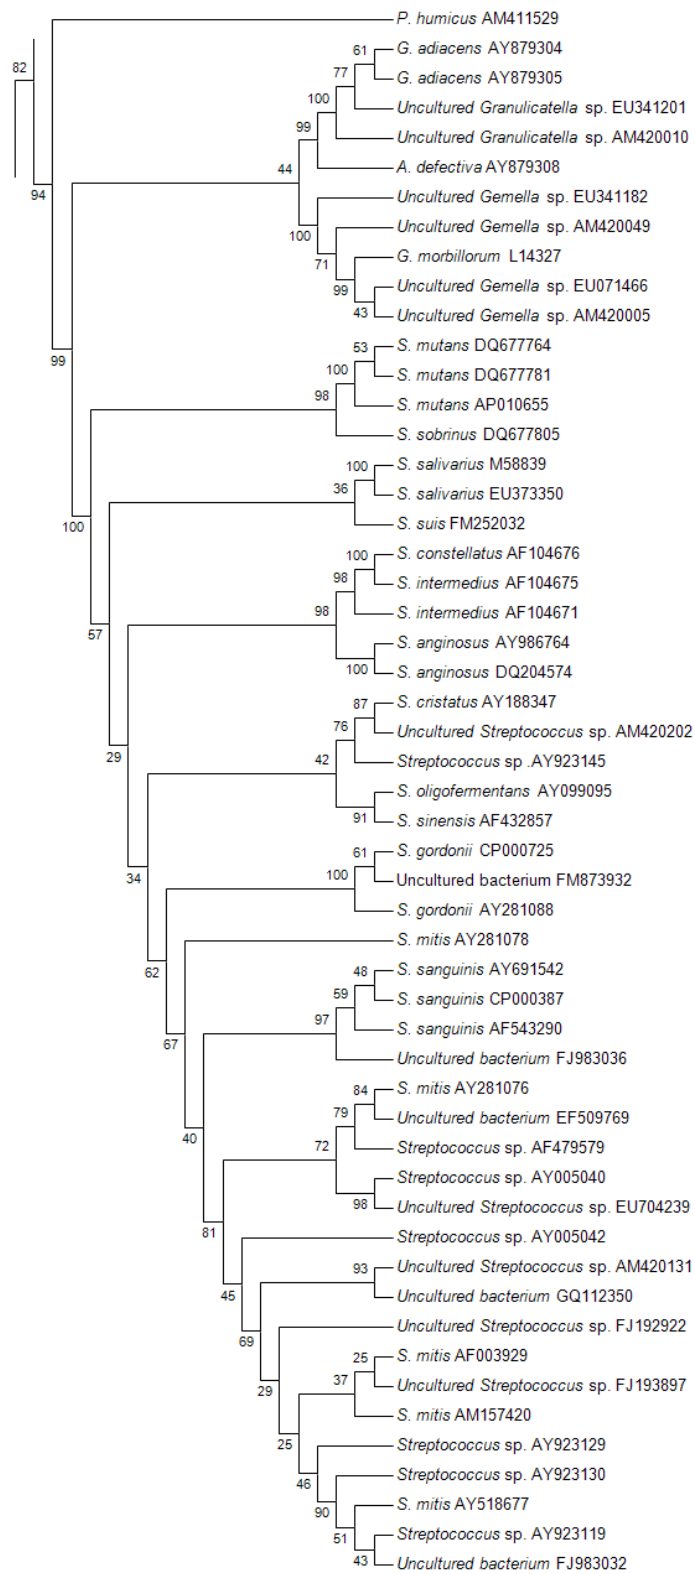 P. humicus AM411529
82
61
G. adiacens AY879304
77
G. adiacens AY879305
100
Uncultured Granulicatella sp. EU341201
99
Uncultured Granulicatella sp. AM420010
44
A. defectiva AY879308
94
Uncultured Gemella sp. EU341182
100
Uncultured Gemella sp. AM420049
71
G. morbillorum L14327
99
Uncultured Gemella sp. EU071466
43
Uncultured Gemella sp. AM420005
53
S. mutans DQ677764
99
100
S. mutans DQ677781
98
S. mutans AP010655
S. sobrinus DQ677805
100
S. salivarius M58839
36
S. salivarius EU373350
100
S. suis FM252032
100
S. constellatus AF104676
98
S. intermedius AF104675
98
S. intermedius AF104671
57
S. anginosus AY986764
100
S. anginosus DQ204574
87
S. cristatus AY188347
76
Uncultured Streptococcus sp. AM420202
29
42
Streptococcus sp .AY923145
S. oligofermentans AY099095
91
S. sinensis AF432857
61
S. gordonii CP000725
34
100
Uncultured bacterium FM873932
S. gordonii AY281088
S. mitis AY281078
62
48
S. sanguinis AY691542
59
S. sanguinis CP000387
97
S. sanguinis AF543290
67
Uncultured bacterium FJ983036
84
S. mitis AY281076
79
Uncultured bacterium EF509769
40
72
Streptococcus sp. AF479579
Streptococcus sp. AY005040
98
Uncultured Streptococcus sp. EU704239
81
Streptococcus sp. AY005042
93
Uncultured Streptococcus sp. AM420131
45
Uncultured bacterium GQ112350
Uncultured Streptococcus sp. FJ192922
69
25
S. mitis AF003929
37
Uncultured Streptococcus sp. FJ193897
29
S. mitis AM157420
25
Streptococcus sp. AY923129
46
Streptococcus sp. AY923130
90
S. mitis AY518677
51
Streptococcus sp. AY923119
43
Uncultured bacterium FJ983032